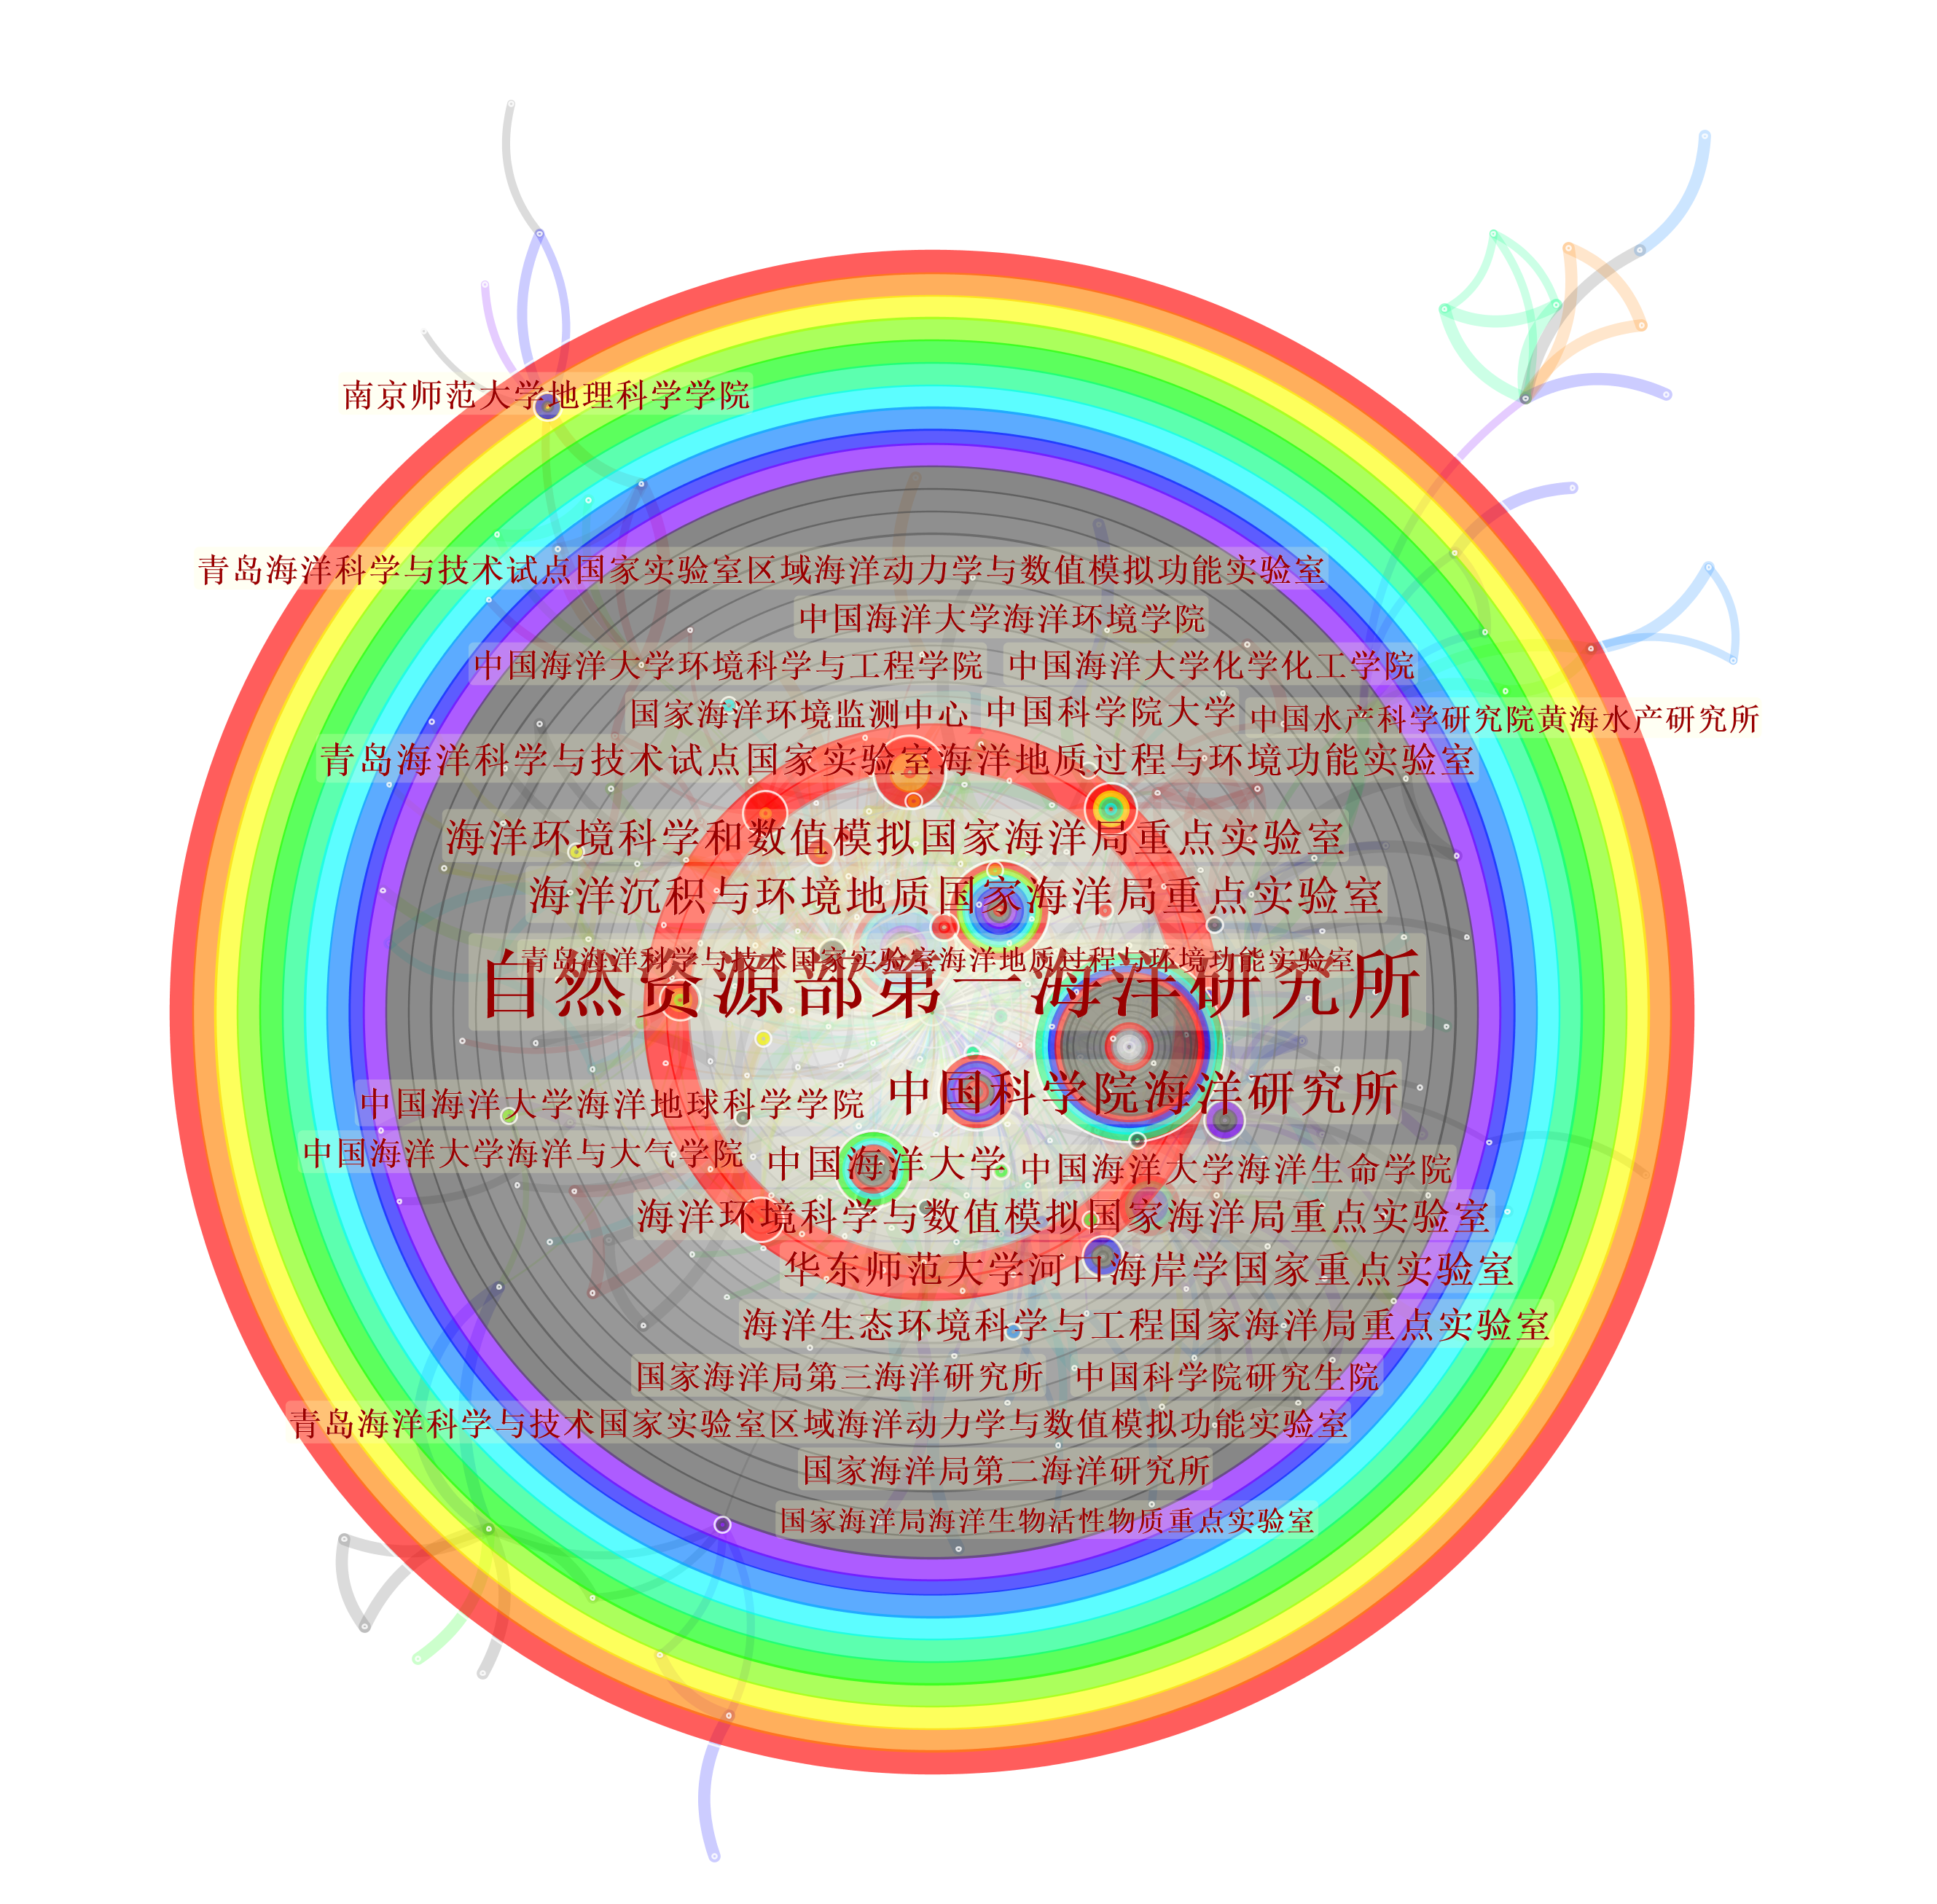 南京师范大学地理科学学院
青岛海洋科学与技术试点国家实验室区域海洋动力学与数值模拟功能实验室
中国海洋大学海洋环境学院
中国海洋大学环境科学与工程学院
中国海洋大学化学化工学院
国家海洋环境监测中心
中国科学院大学
中国水产科学研究院黄海水产研究所
青岛海洋科学与技术试点国家实验室海洋地质过程与环境功能实验室
海洋环境科学和数值模拟国家海洋局重点实验室
海洋沉积与环境地质国家海洋局重点实验室
青岛海洋科学与技术国家实验室海洋地质过程与环境功能实验室
自然资源部第一海洋研究所
中国科学院海洋研究所
中国海洋大学海洋地球科学学院
中国海洋大学海洋与大气学院
中国海洋大学
中国海洋大学海洋生命学院
海洋环境科学与数值模拟国家海洋局重点实验室
华东师范大学河口海岸学国家重点实验室
海洋生态环境科学与工程国家海洋局重点实验室
国家海洋局第三海洋研究所
中国科学院研究生院
青岛海洋科学与技术国家实验室区域海洋动力学与数值模拟功能实验室
国家海洋局第二海洋研究所
国家海洋局海洋生物活性物质重点实验室